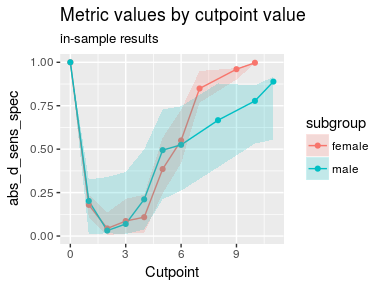 Metric values by cutpoint value
in-sample results
abs_d_sens_spec
1.00
0.75
0.50
0.25
0.00
0
3
6
9
Cutpoint
subgroup
female
male